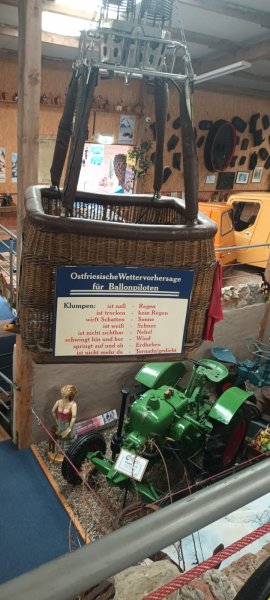 Ostfriesische Wettervorhersage
für Ballonpiloten
Klumpen: ist naß - Regen
ist trocken - kein Regen
wirft Schatten - Sonne
ist weiß - Schnee
ist nicht sichtbar - Nebel
schwingt hin und her - Wind
springt auf und ab - Erdbeben
ist nicht mehr da - Tornado/geklaut